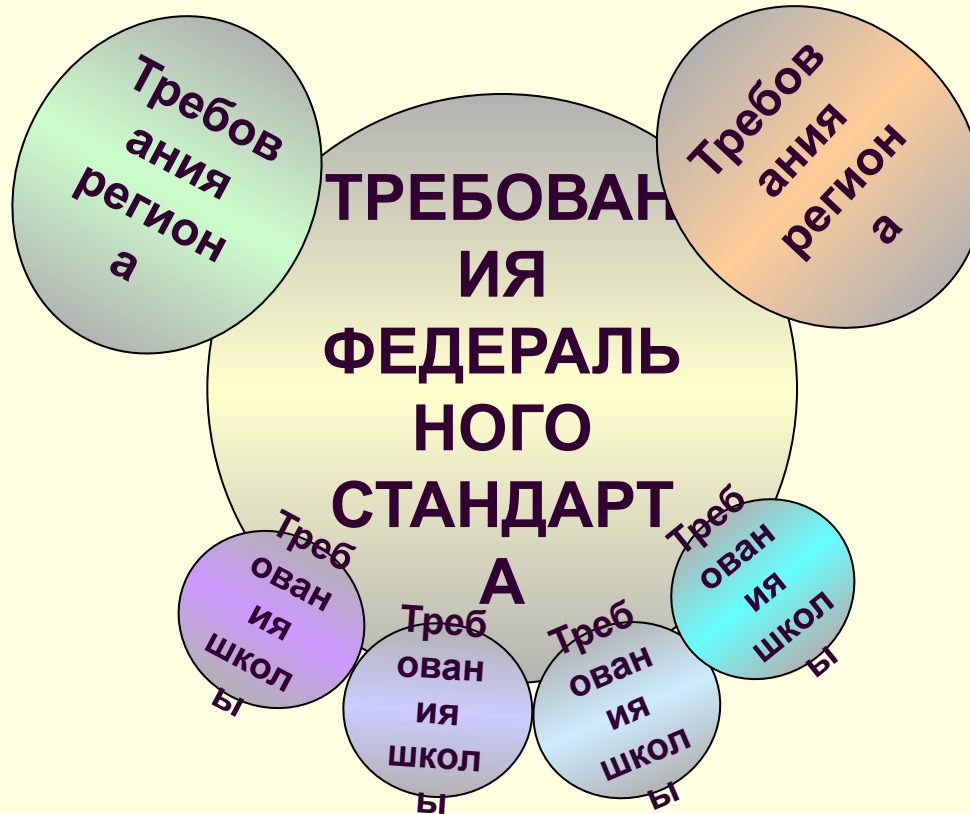 Требов
ания
регион
а
Требов
ания
регион
а
ТРЕБОВАН
ИЯ
ФЕДЕРАЛЬ
НОГО
СТАНДАРТ
А
Треб
ован
ия
школ
ы
Треб
ован
ия
школ
ы
Треб
ован
ия
школ
ы
Треб
ован
ия
школ
ы